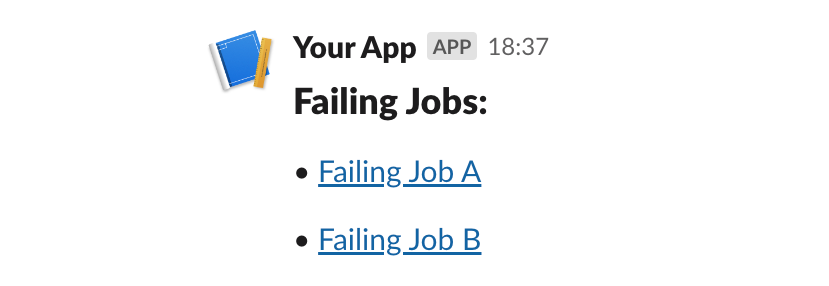 Your App APP 18:37
Failing Jobs:
• Failing Job A
• Failing Job B